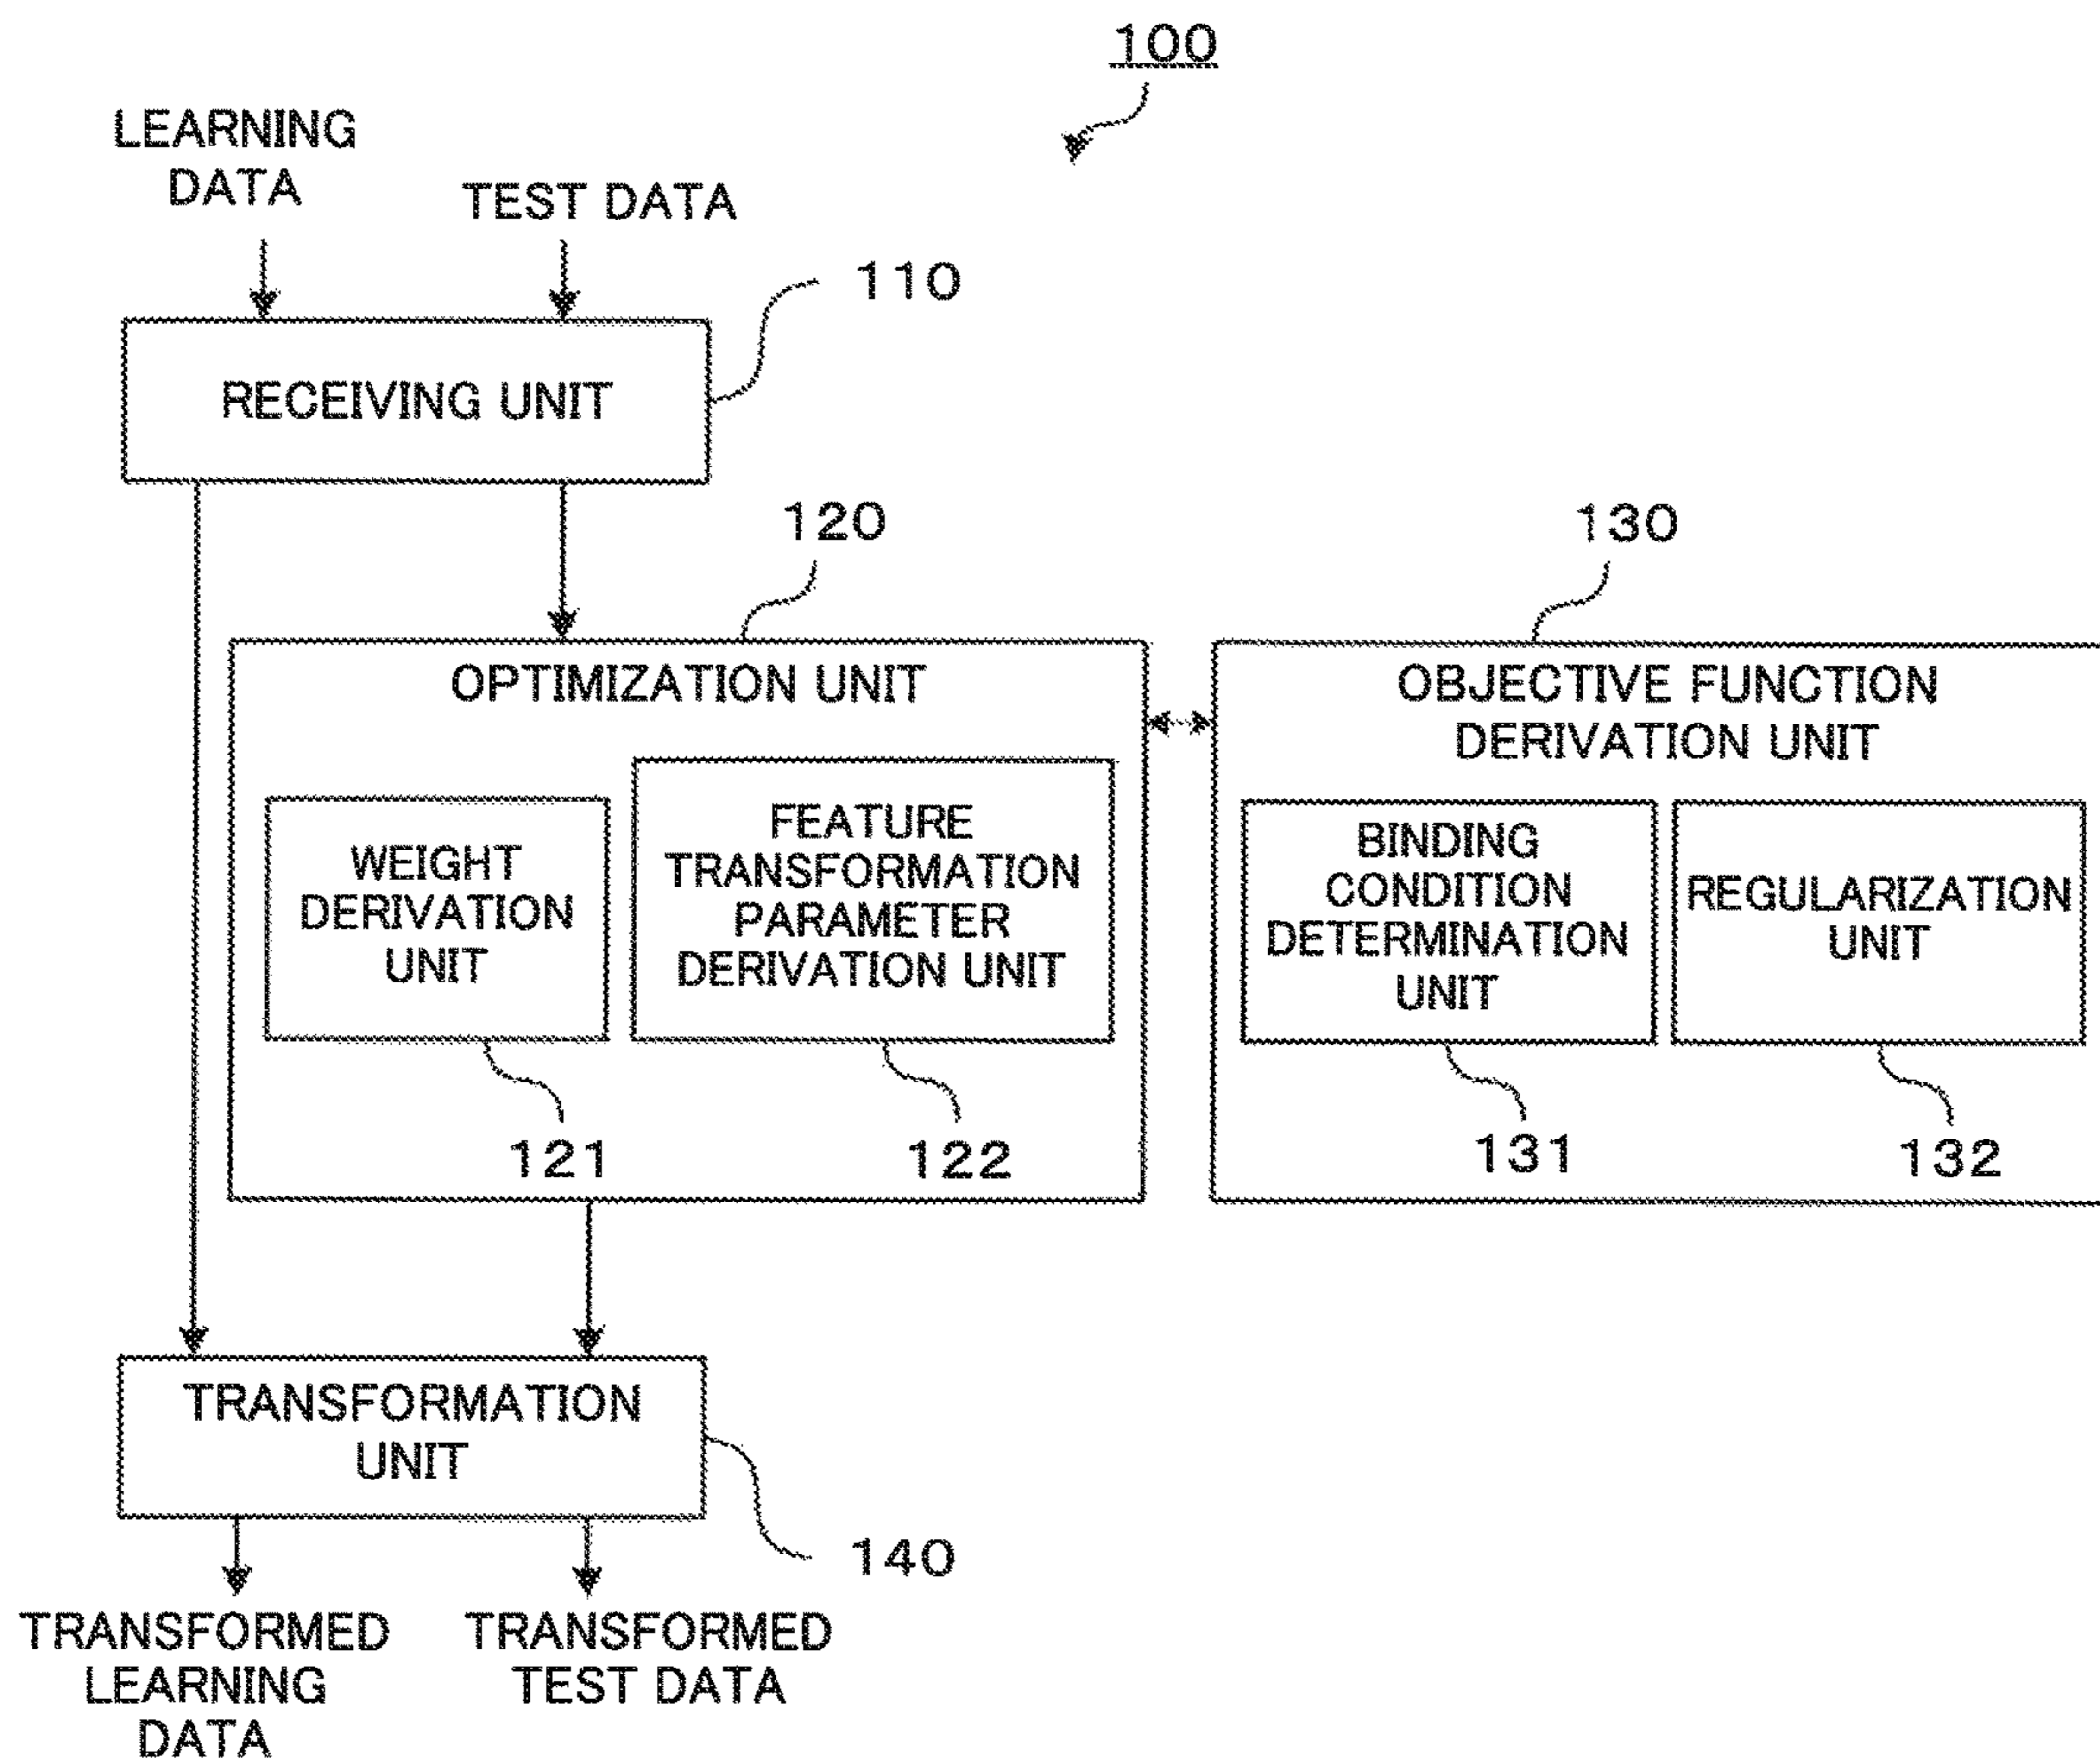 100
LEARNING
DATA
TEST DATA
110
RECEIVING UNIT
120
130
OPTIMIZATION UNIT
OBJECTIVE FUNCTION
DERIVATION UNIT
WEIGHT
DERIVATION
UNIT
FEATURE
TRANSFORMATION
PARAMETER
DERIVATION UNIT
BINDING
CONDITION
DETERMINATION
UNIT
REGULARIZATION
UNIT
121
122
131
132
TRANSFORMATION
UNIT
140
TRANSFORMED
LEARNING
DATA
TRANSFORMED
TEST DATA